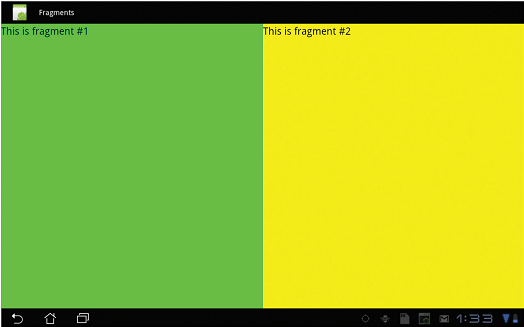 Fragments
This is fragment #1
This is fragment #2
1:33